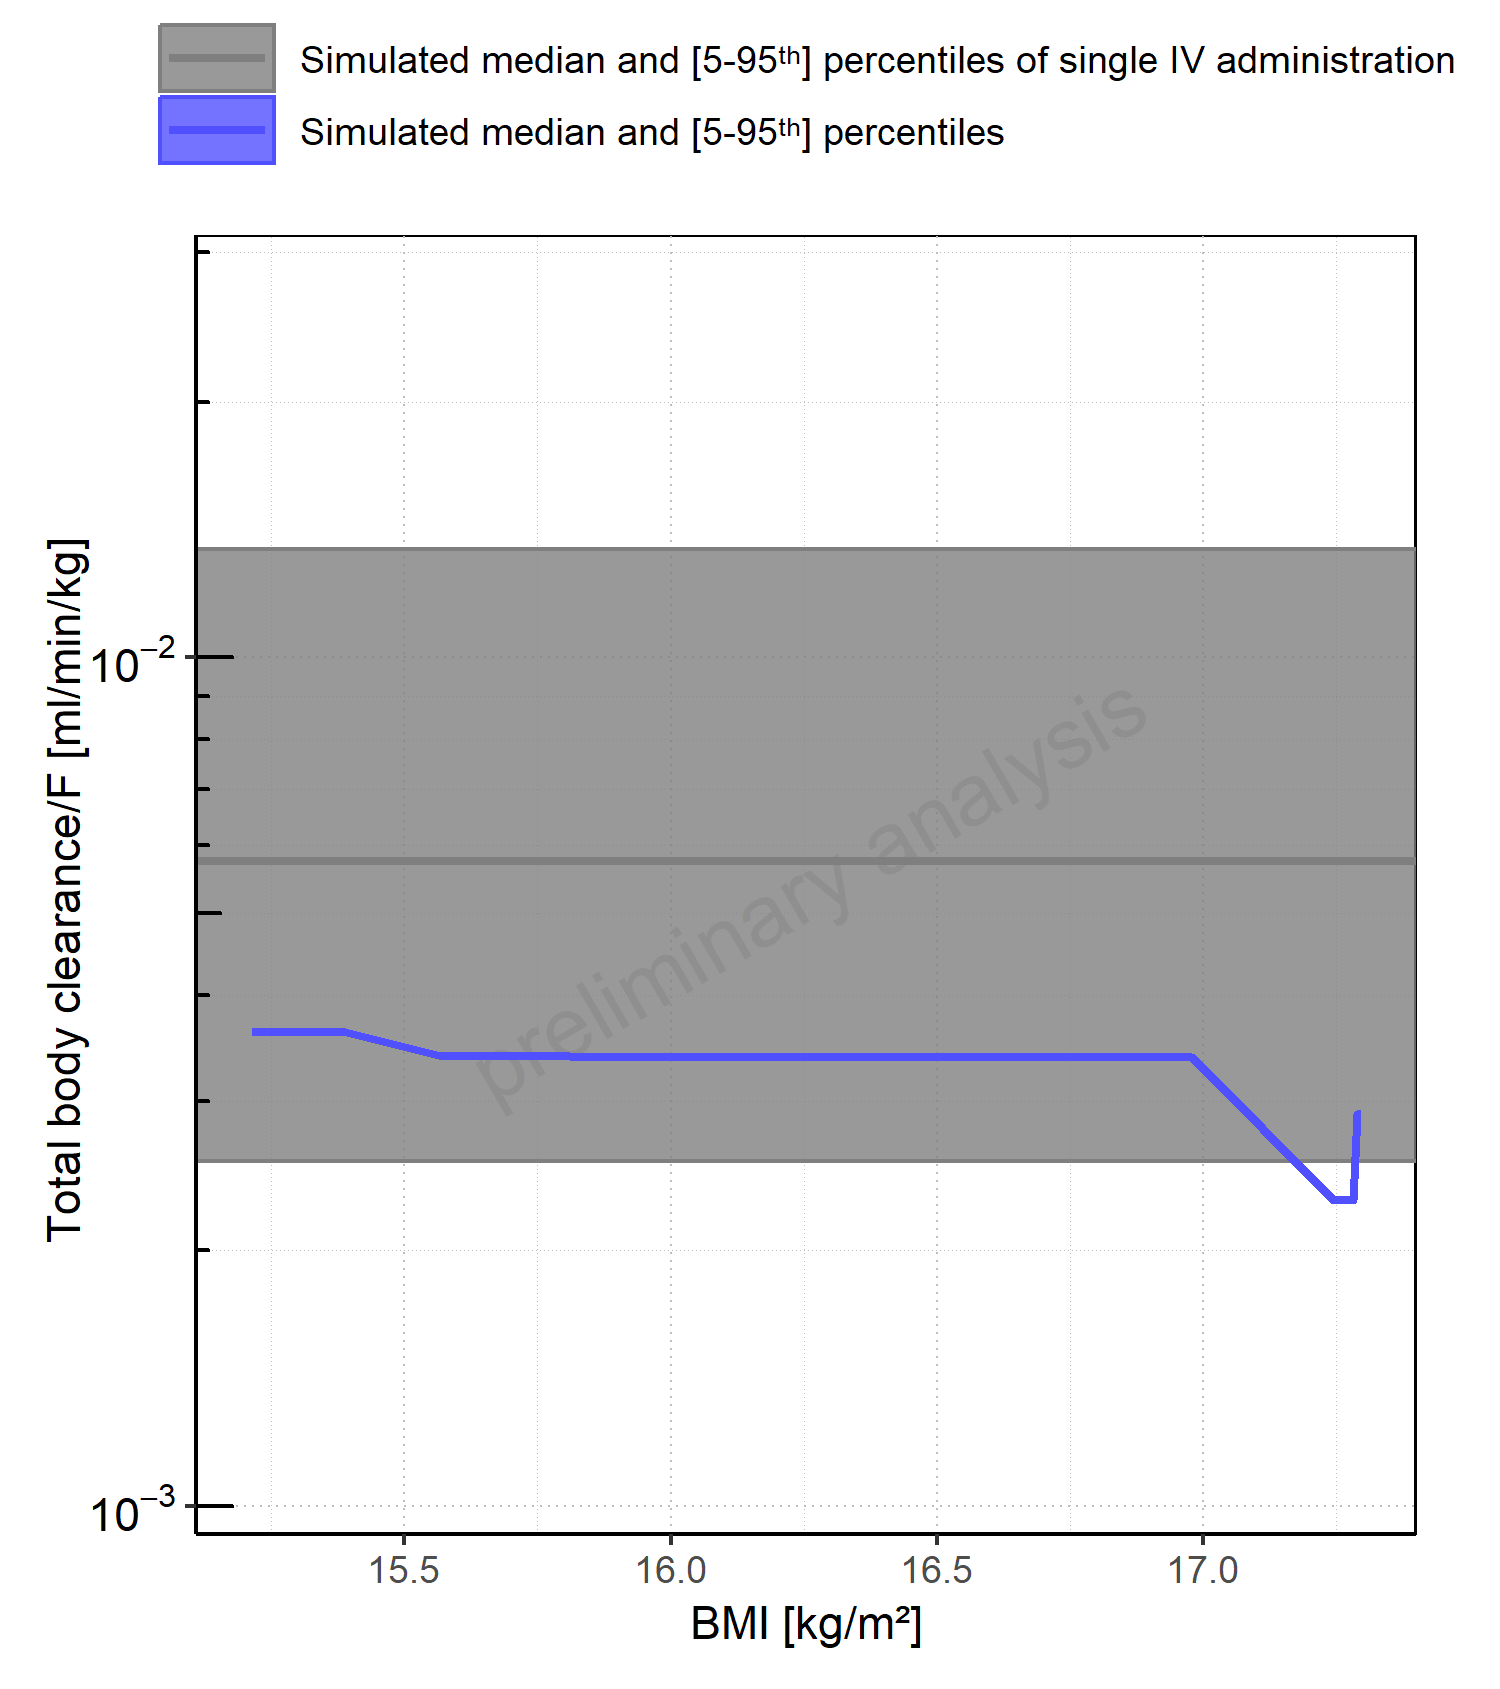 Simulated median and [5-95ᵗʰ] percentiles of single IV administration
Simulated median and [5-95ᵗʰ] percentiles
Total body clearance/F [ml/min/kg]
10⁻²
10⁻³
preliminary analysis
15.5 16.0 16.5 17.0
BMI [kg/m²]